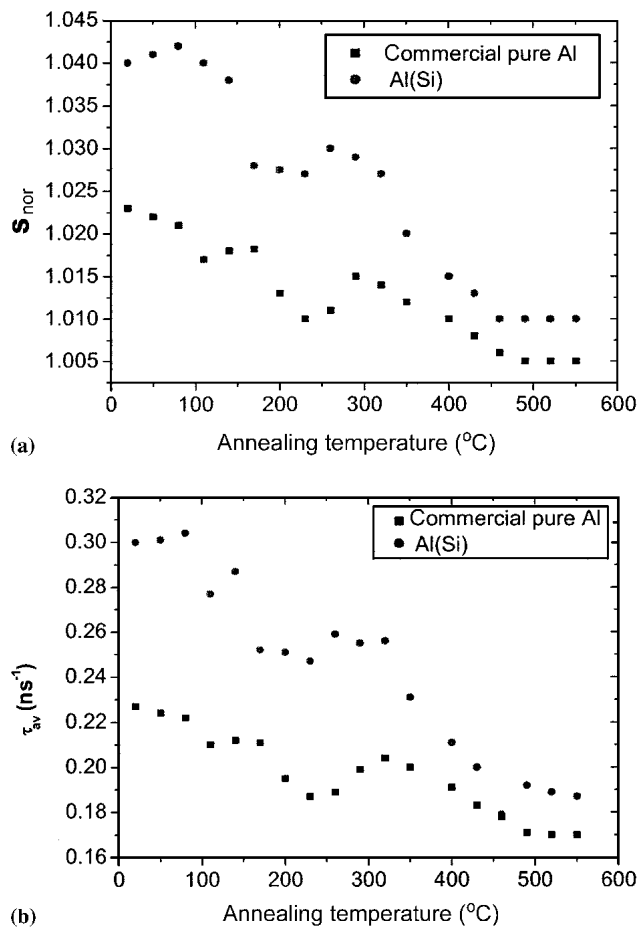 1.045
1.040
1.035
1.030
1.025
1.020
1.015
1.010
1.005
S nor
Commercial pure Al
Al(Si)
0 100 200 300 400 500 600
Annealing temperature (°C)
(a)
0.32
0.30
0.28
0.26
0.24
0.22
0.20
0.18
0.16
τav (ns-1)
Commercial pure Al
Al(Si)
0 100 200 300 400 500 600
Annealing temperature (°C)
(b)